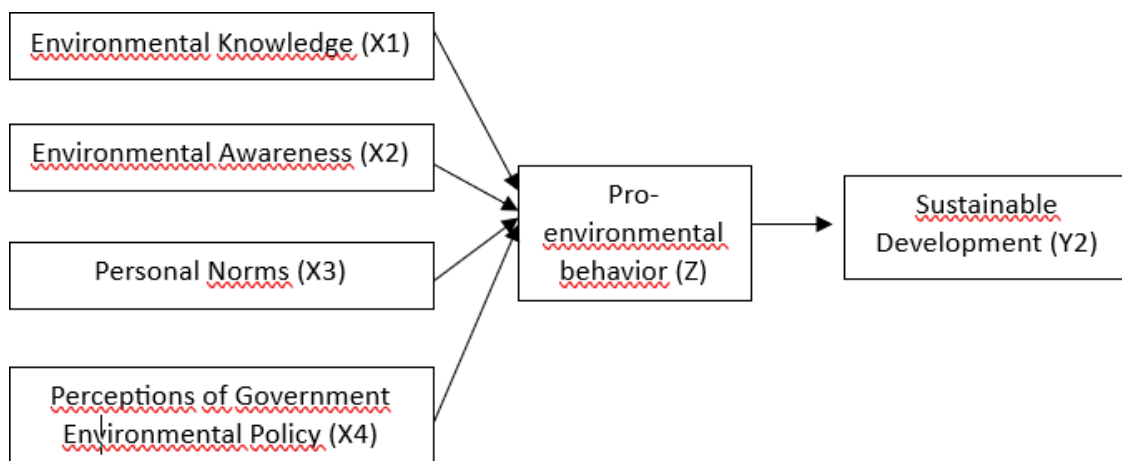 Environmental Knowledge (X1)
Environmental Awareness (X2)
Personal Norms (X3)
Perceptions of Government
Environmental Policy (X4)
Pro-
environmental
behavior (Z)
Sustainable
Development (Y2)